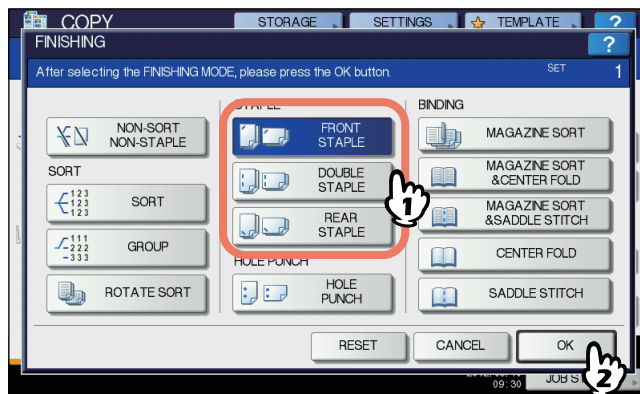 COPY
STORAGE
SETTINGS
TEMPLATE
?
FINISHING
?
After selecting the FINISHING MODE, please press the OK button.
SET 1
STAPLE
BINDING
NON-SORT
NON-STAPLE
FRONT
STAPLE
MAGAZINE SORT
SORT
DOUBLE
STAPLE
MAGAZINE SORT
&CENTER FOLD
123
123
123
SORT
1
REAR
STAPLE
MAGAZINE SORT
&SADDLE STITCH
111
222
333
GROUP
HOLE PUNCH
CENTER FOLD
ROTATE SORT
HOLE
PUNCH
SADDLE STITCH
RESET
CANCEL
OK
2
09:30
JOB S